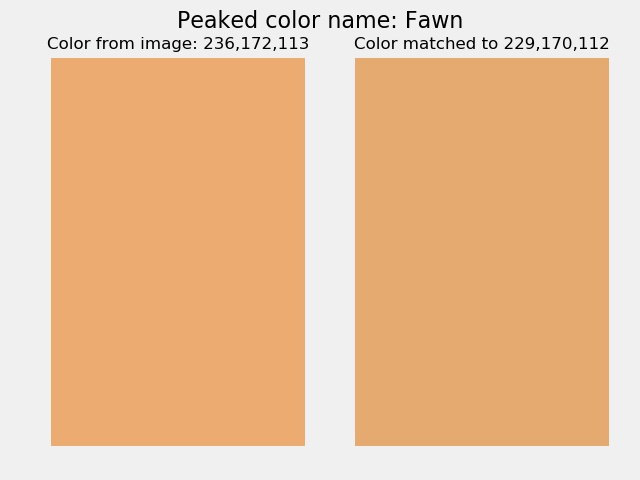 Peaked color name: Fawn
Color from image: 236,172,113
Color matched to 229,170,112